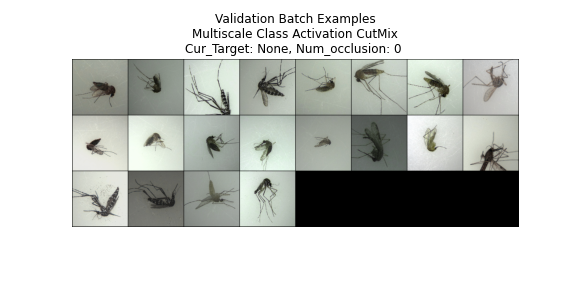 Validation Batch Examples
Multiscale Class Activation CutMix
Cur_Target: None, Num_occlusion: 0